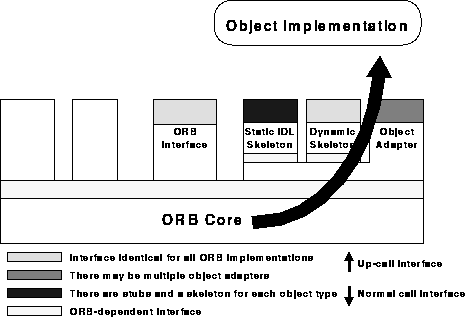 Object Implementation
ORB
Interface
Static IDL
Skeleton
Dynamic
Skeleton
Object
Adapter
ORB Core
Interface identical for all ORB implementations
There may be multiple object adapters
There are stubs and a skeleton for each object type
ORB-dependent interface
Up-call interface
Normal call interface